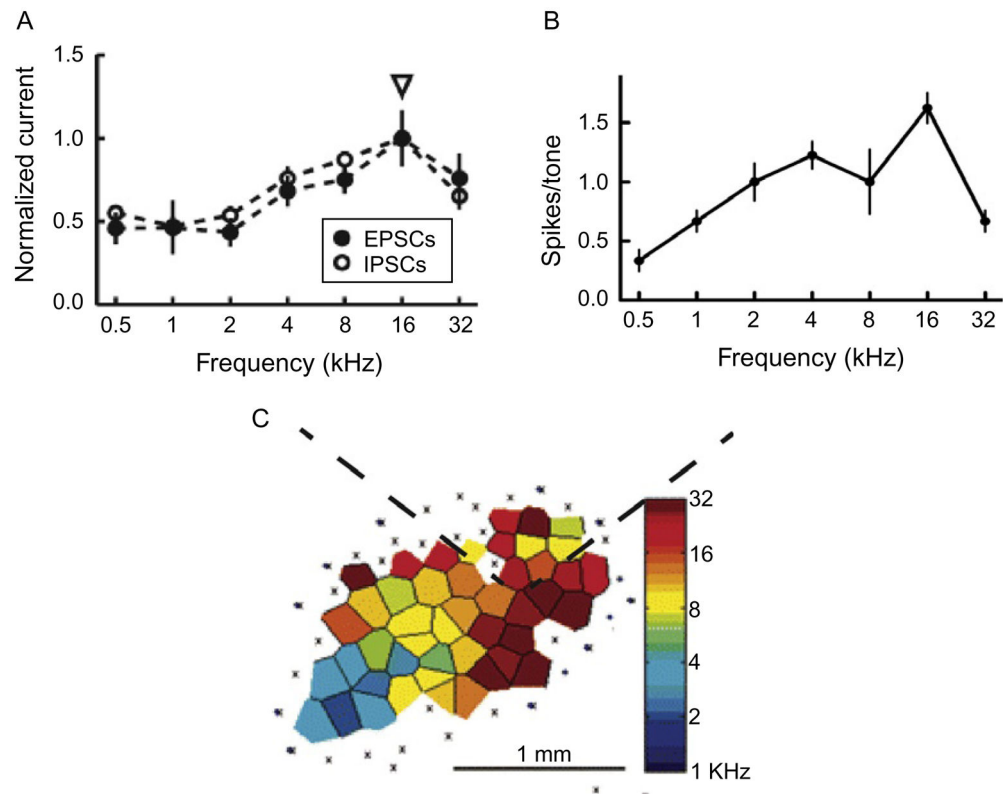 A
Normalized current
1.5
1.0
0.5
0.0
EPSCs
IPSCs
0.5 1 2 4 8 16 32
Frequency (kHz)
B
Spikes/tone
1.5
1.0
0.5
0.0
0.5 1 2 4 8 16 32
Frequency (kHz)
C
32
16
8
4
2
1 KHz
1 mm